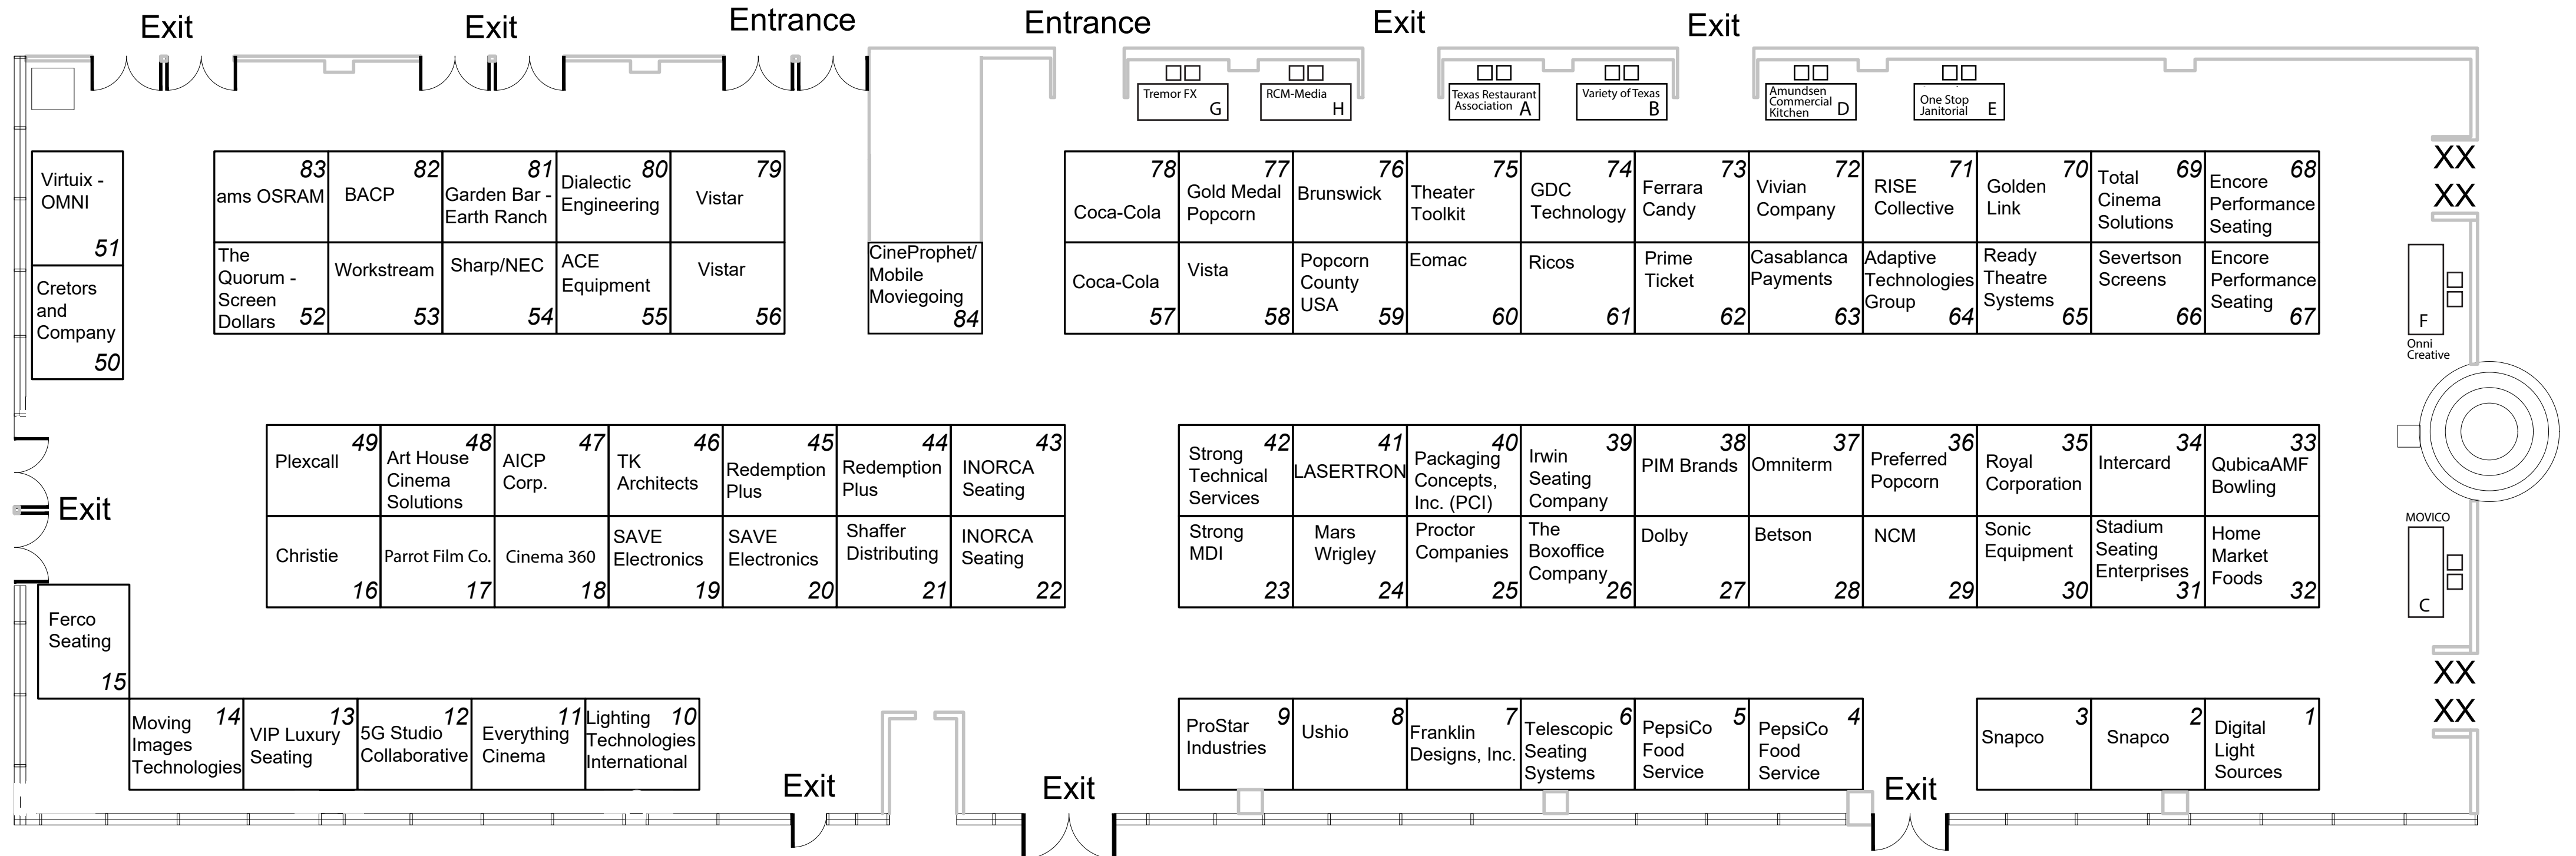 Exit
Exit
Entrance
Entrance
Exit
Exit
Tremor FX
G
RCM-Media
H
Texas Restaurant
Association
A
Variety of Texas
B
Amundsen
Commercial
Kitchen
D
One Stop
Janitorial
E
Virtuix -
OMNI
51
Cretors
and
Company
50
83
ams OSRAM
82
BACP
81
Garden Bar -
Earth Ranch
80
Dialectic
Engineering
79
Vistar
The
Quorum -
Screen
Dollars
52
Workstream
53
Sharp/NEC
54
ACE
Equipment
55
Vistar
56
CineProphet/
Mobile
Moviegoing
84
78
Coca-Cola
77
Gold Medal
Popcorn
76
Brunswick
75
Theater
Toolkit
74
GDC
Technology
73
Ferrara
Candy
72
Vivian
Company
71
RISE
Collective
70
Golden
Link
69
Total
Cinema
Solutions
68
Encore
Performance
Seating
Coca-Cola
57
Vista
58
Popcorn
County
USA
59
Eomac
60
Ricos
61
Prime
Ticket
62
Casablanca
Payments
63
Adaptive
Technologies
Group
64
Ready
Theatre
Systems
65
Severtson
Screens
66
Encore
Performance
Seating
67
XX
XX
F
Onni
Creative
49
Plexcall
48
Art House
Cinema
Solutions
47
AICP
Corp.
46
TK
Architects
45
Redemption
Plus
44
Redemption
Plus
43
INORCA
Seating
Christie
16
Parrot Film Co.
17
Cinema 360
18
SAVE
Electronics
19
SAVE
Electronics
20
Shaffer
Distributing
21
INORCA
Seating
22
42
Strong
Technical
Services
41
LASERTRON
40
Packaging
Concepts,
Inc. (PCI)
39
Irwin
Seating
Company
38
PIM Brands
37
Omniterm
36
Preferred
Popcorn
35
Royal
Corporation
34
Intercard
33
QubicaAMF
Bowling
Strong
MDI
23
Mars
Wrigley
24
Proctor
Companies
25
The
Boxoffice
Company
26
Dolby
27
Betson
28
NCM
29
Sonic
Equipment
30
Stadium
Seating
Enterprises
31
Home
Market
Foods
32
MOVICO
C
Exit
Ferco
Seating
15
14
Moving
Images
Technologies
13
VIP Luxury
Seating
12
5G Studio
Collaborative
11
Everything
Cinema
10
Lighting
Technologies
International
9
ProStar
Industries
8
Ushio
7
Franklin
Designs, Inc.
6
Telescopic
Seating
Systems
5
PepsiCo
Food
Service
4
PepsiCo
Food
Service
3
Snapco
2
Snapco
1
Digital
Light
Sources
XX
XX
Exit
Exit
Exit